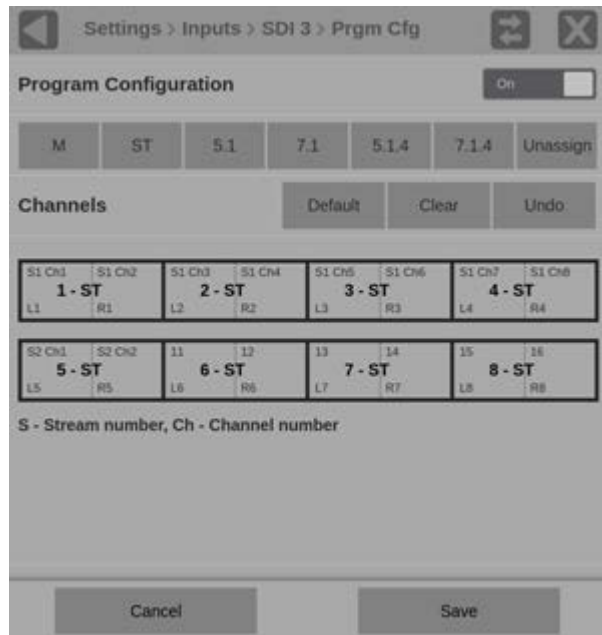 Settings > Inputs > SDI 3 > Prgm Cfg
Program Configuration On
M ST 5.1 7.1 5.1.4 7.1.4 Unassign
Channels Default Clear Undo
S1 Ch1 S1 Ch2 S1 Ch3 S1 Ch4 S1 Ch5 S1 Ch6 S1 Ch7 S1 Ch8
1 - ST 2 - ST 3 - ST 4 - ST
L1 R1 L2 R2 L3 R3 L4 R4
S2 Ch1 S2 Ch2 11 12 13 14 15 16
5 - ST 6 - ST 7 - ST 8 - ST
L5 R5 L6 R6 L7 R7 L8 R8
S - Stream number, Ch - Channel number
Cancel Save